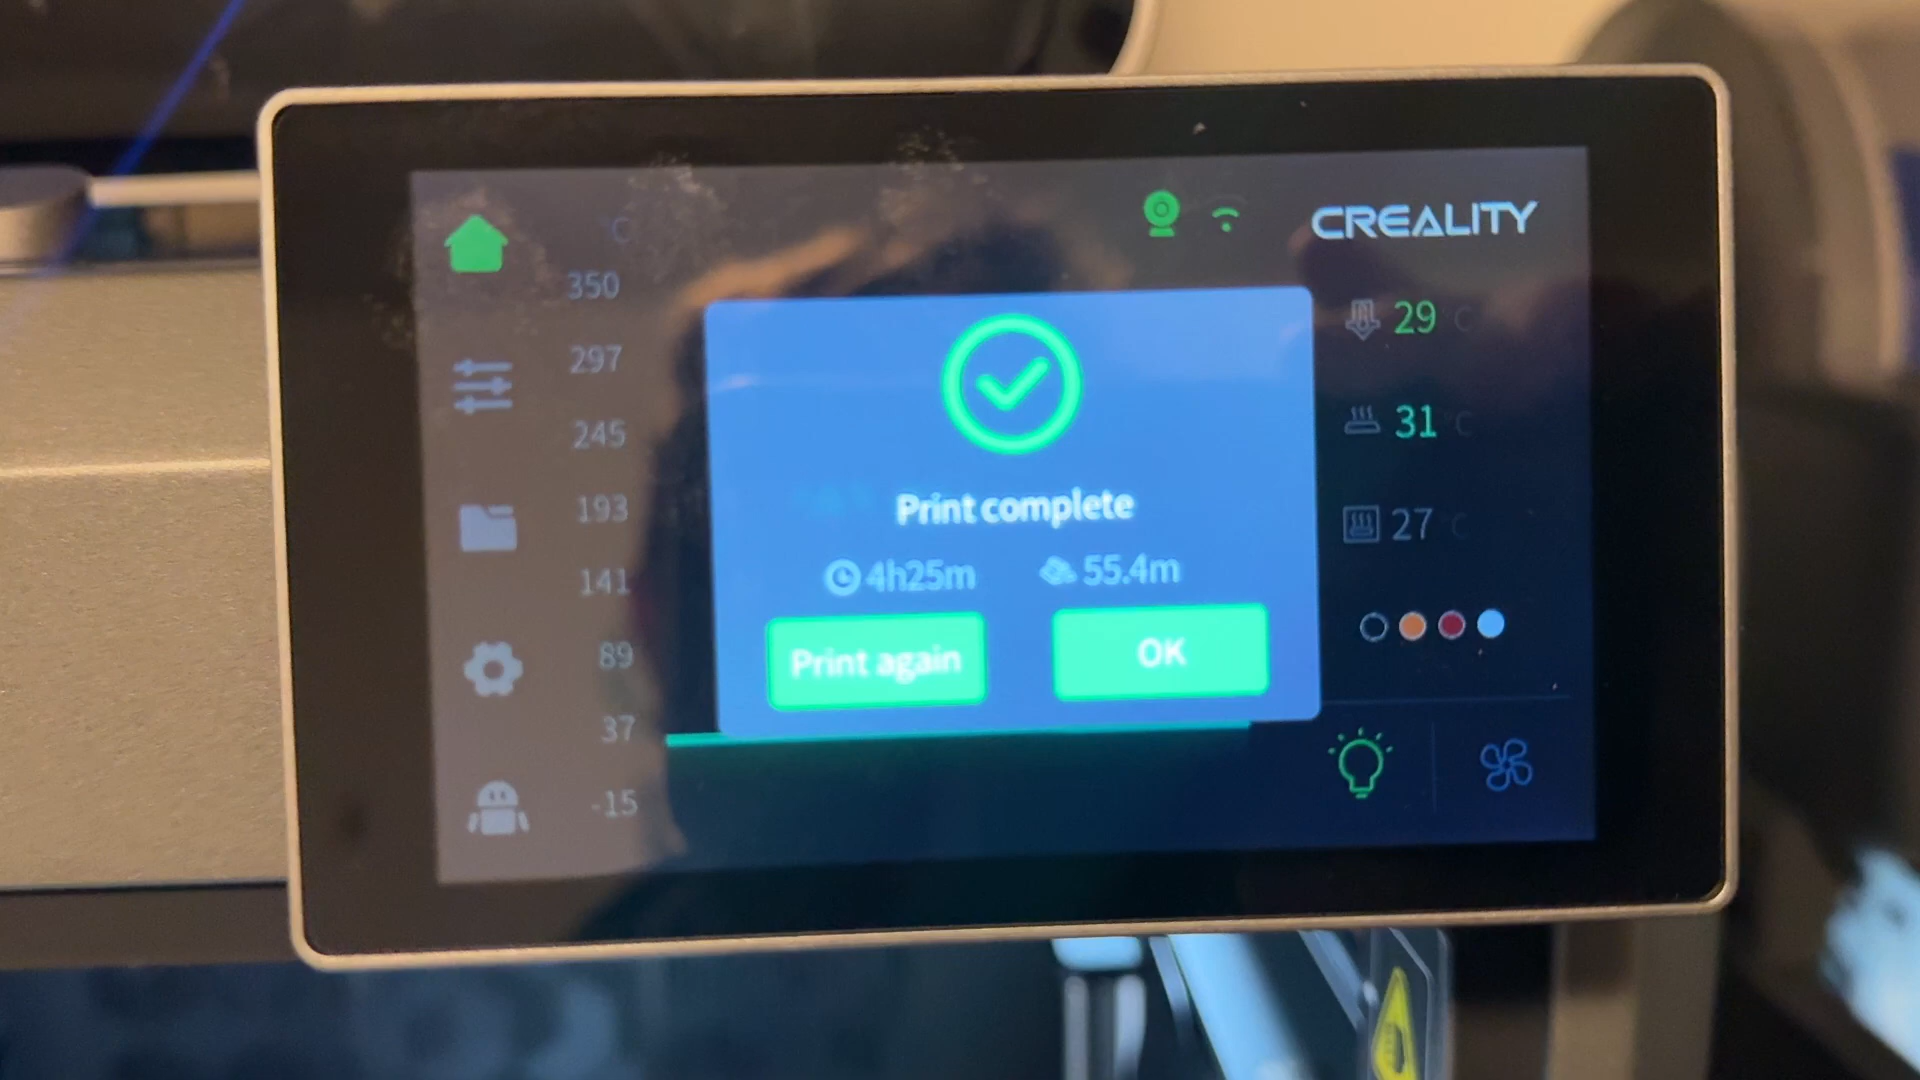 °C
CREALITY
350
297
245
193
141
89
37
-15
Print complete
4h25m 55.4m
Print again OK
29 °C
31 °C
27 °C